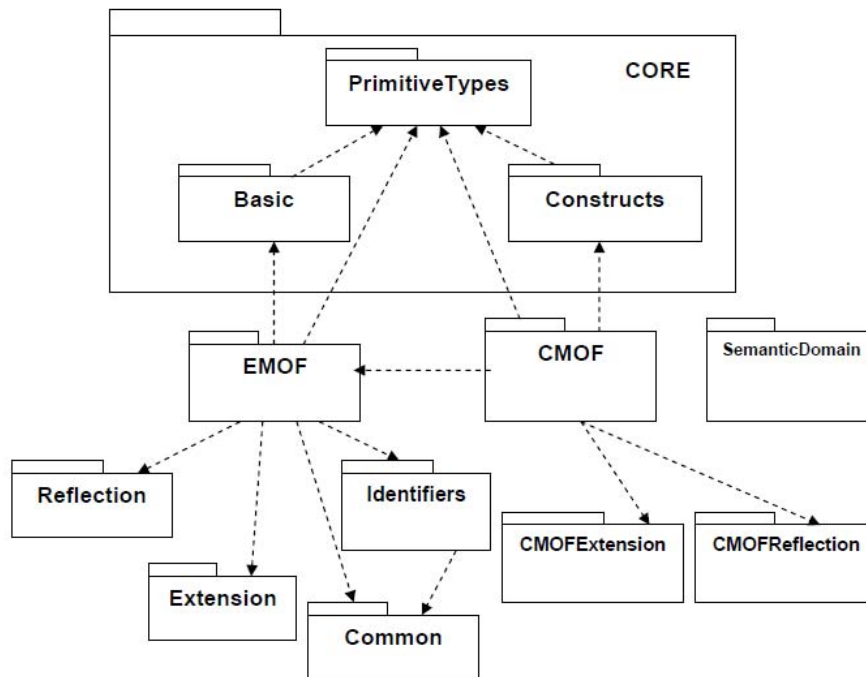 CORE
PrimitiveTypes
Basic
Constructs
EMOF
CMOF
SemanticDomain
Reflection
Identifiers
CMOFExtension
CMOFReflection
Extension
Common